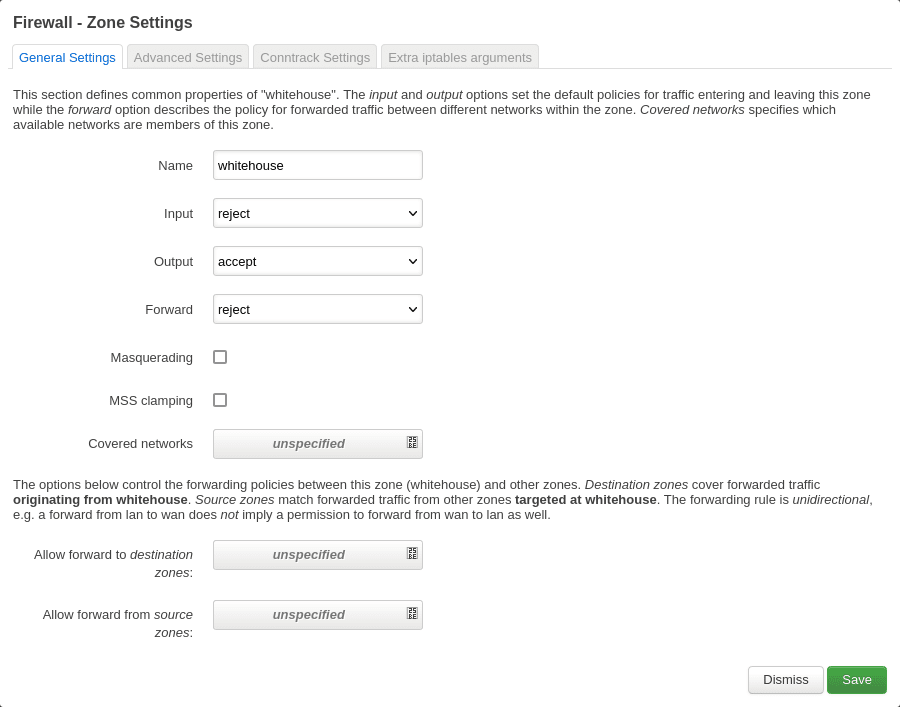 Firewall - Zone Settings
General Settings
Advanced Settings
Conntrack Settings
Extra iptables arguments
This section defines common properties of "whitehouse". The input and output options set the default policies for traffic entering and leaving this zone
while the forward option describes the policy for forwarded traffic between different networks within the zone. Covered networks specifies which
available networks are members of this zone.
Name
whitehouse
Input
reject
Output
accept
Forward
reject
Masquerading
MSS clamping
Covered networks
unspecified
The options below control the forwarding policies between this zone (whitehouse) and other zones. Destination zones cover forwarded traffic
originating from whitehouse. Source zones match forwarded traffic from other zones targeted at whitehouse. The forwarding rule is unidirectional,
e.g. a forward from lan to wan does not imply a permission to forward from wan to lan as well.
Allow forward to destination
zones:
unspecified
Allow forward from source
zones:
unspecified
Dismiss
Save